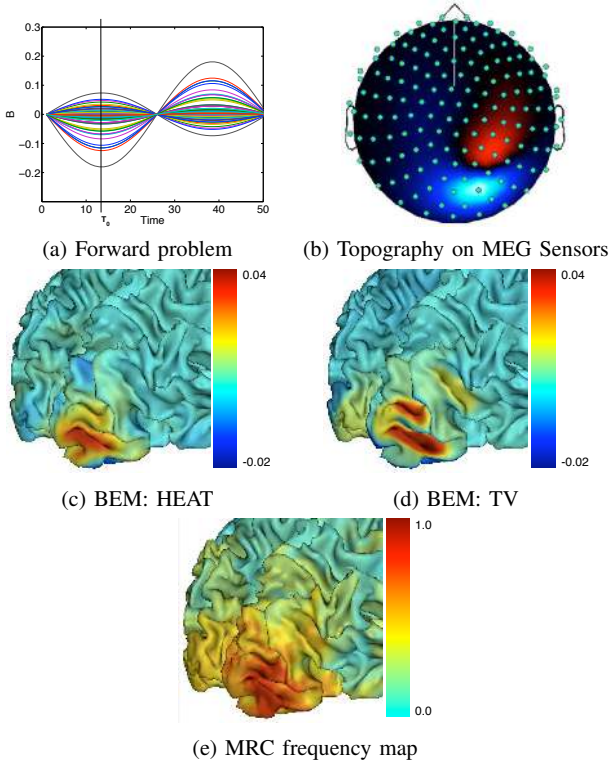 0.3
0.2
0.1
0
-0.1
-0.2
B
0 10 20 30 40 50
τ₀ Time
(a) Forward problem
(b) Topography on MEG Sensors
0.04
-0.02
(c) BEM: HEAT
0.04
-0.02
(d) BEM: TV
1.0
0.0
(e) MRC frequency map